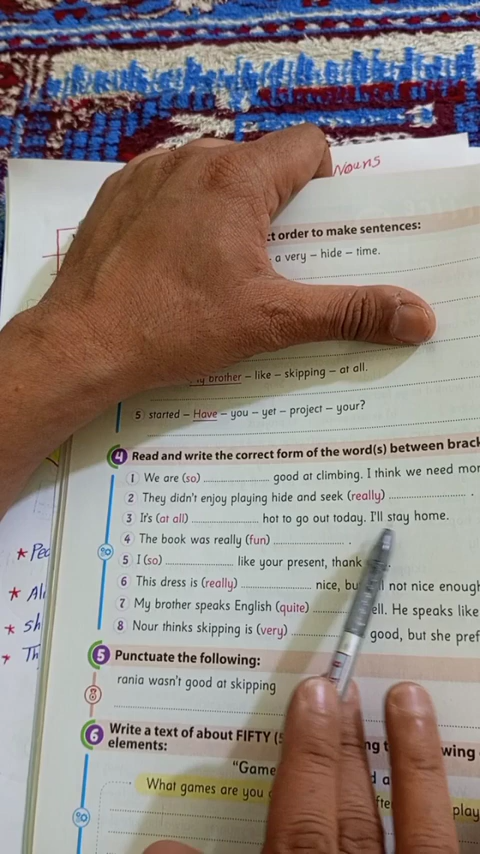 Nouns
ct order to make sentences:
a very – hide – time.
brother – like – skipping – at all.
5 started – Have – you – yet – project – your?
4 Read and write the correct form of the word(s) between brack
1 We are (so) .................... good at climbing. I think we need mor
2 They didn't enjoy playing hide and seek (really) .................... .
3 It's (at all) .................... hot to go out today. I'll stay home.
4 The book was really (fun) .................... .
5 I (so) .................... like your present, thank
6 This dress is (really) .................... nice, bu not nice enough
7 My brother speaks English (quite) .................... ell. He speaks like
8 Nour thinks skipping is (very) .................... good, but she pref
5 Punctuate the following:
rania wasn't good at skipping
6 Write a text of about FIFTY ng wing
elements:
"Game
What games are you play
* Al
* sh
* Th